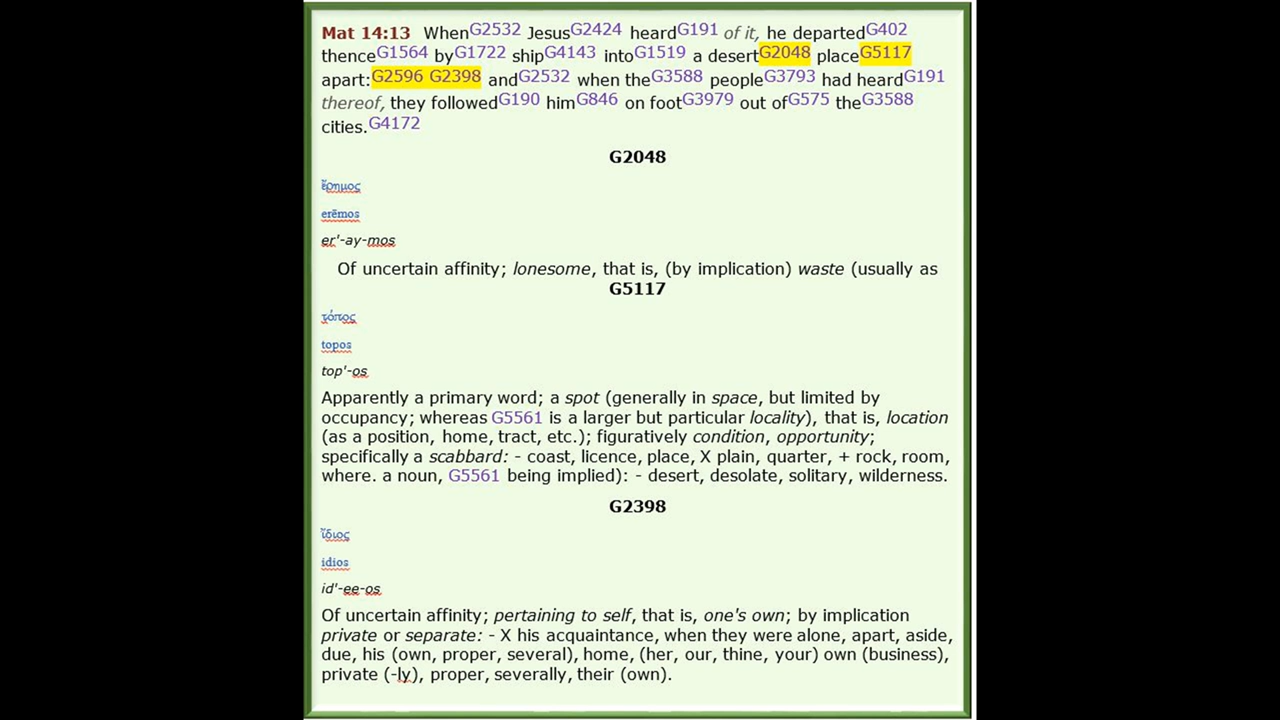 Mat 14:13 WhenG2532 JesusG2424 heardG191 of it, he departedG402
thenceG1564 byG1722 shipG4143 intoG1519 a desertG2048 placeG5117
apart:G2596 G2398 andG2532 when theG3588 peopleG3793 had heardG191
thereof, they followedG190 himG846 on footG3979 out ofG575 theG3588
cities.G4172
G2048
ἔρημος
erēmos
er'-ay-mos
Of uncertain affinity; lonesome, that is, (by implication) waste (usually as
G5117
τόπος
topos
top'-os
Apparently a primary word; a spot (generally in space, but limited by
occupancy; whereas G5561 is a larger but particular locality), that is, location
(as a position, home, tract, etc.); figuratively condition, opportunity;
specifically a scabbard: - coast, licence, place, X plain, quarter, + rock, room,
where. a noun, G5561 being implied): - desert, desolate, solitary, wilderness.
G2398
ἴδιος
idios
id'-ee-os
Of uncertain affinity; pertaining to self, that is, one's own; by implication
private or separate: - X his acquaintance, when they were alone, apart, aside,
due, his (own, proper, several), home, (her, our, thine, your) own (business),
private (-ly), proper, severally, their (own).